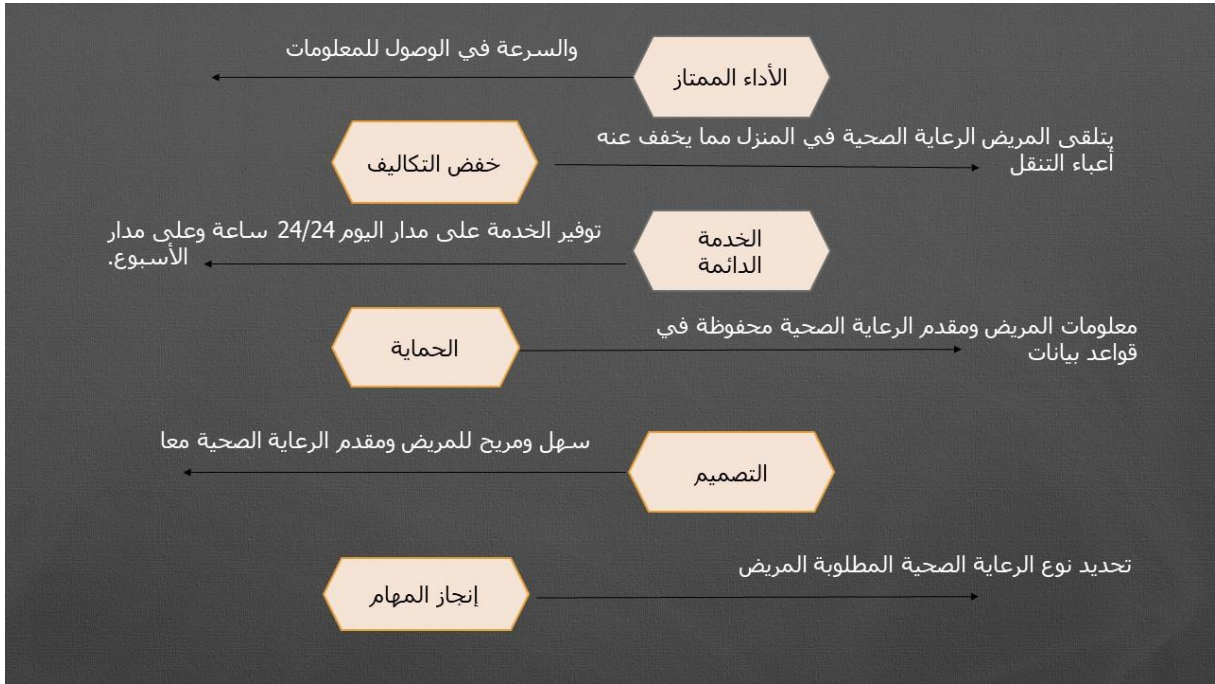 الأداء الممتاز
والسرعة في الوصول للمعلومات
خفض التكاليف
يتلقى المريض الرعاية الصحية في المنزل مما يخفف عنه
أعباء التنقل
الخدمة
الدائمة
توفير الخدمة على مدار اليوم 24/24 ساعة وعلى مدار
الأسبوع.
الحماية
معلومات المريض ومقدم الرعاية الصحية محفوظة في
قواعد بيانات
التصميم
سهل ومريح للمريض ومقدم الرعاية الصحية معا
إنجاز المهام
تحديد نوع الرعاية الصحية المطلوبة المريض